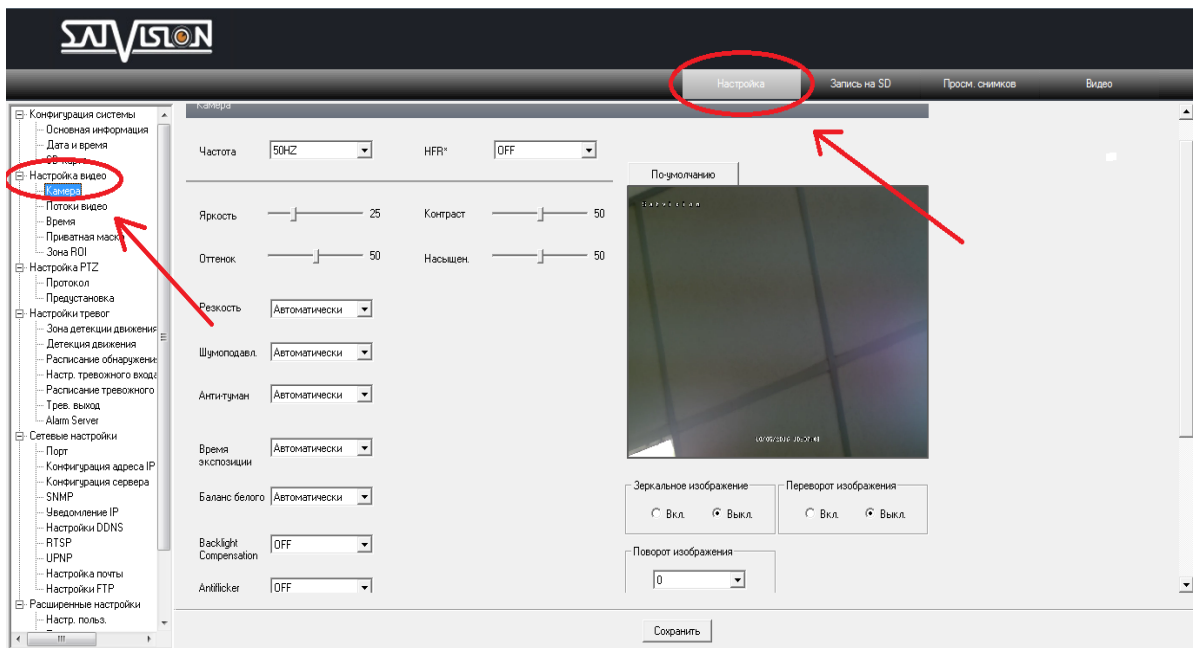 SATVISION
Настройка
Запись на SD
Просм. снимков
Видео
Конфигурация системы
Основная информация
Дата и время
Настройка видео
Камера
Потоки видео
Время
Приватная маск
Зона ROI
Настройка PTZ
Протокол
Предустановка
Настройки тревог
Зона детекции движения
Детекция движения
Расписание обнаружени
Настр. тревожного входа
Расписание тревожного
Трев. выход
Alarm Server
Сетевые настройки
Порт
Конфигурация адреса IP
Конфигурация сервера
SNMP
Уведомление IP
Настройки DDNS
RTSP
UPNP
Настройка почты
Настройки FTP
Расширенные настройки
Настр. польз.
Камера
Частота 50HZ HFR* OFF
Яркость 25 Контраст 50
Оттенок 50 Насыщен. 50
Резкость Автоматически
Шумоподавл. Автоматически
Анти-туман Автоматически
Время экспозиции Автоматически
Баланс белого Автоматически
Backlight
Compensation OFF
Antiflicker OFF
По-умолчанию
Satvision
Зеркальное изображение
Вкл. Выкл.
Переворот изображения
Вкл. Выкл.
Поворот изображения
0
Сохранить